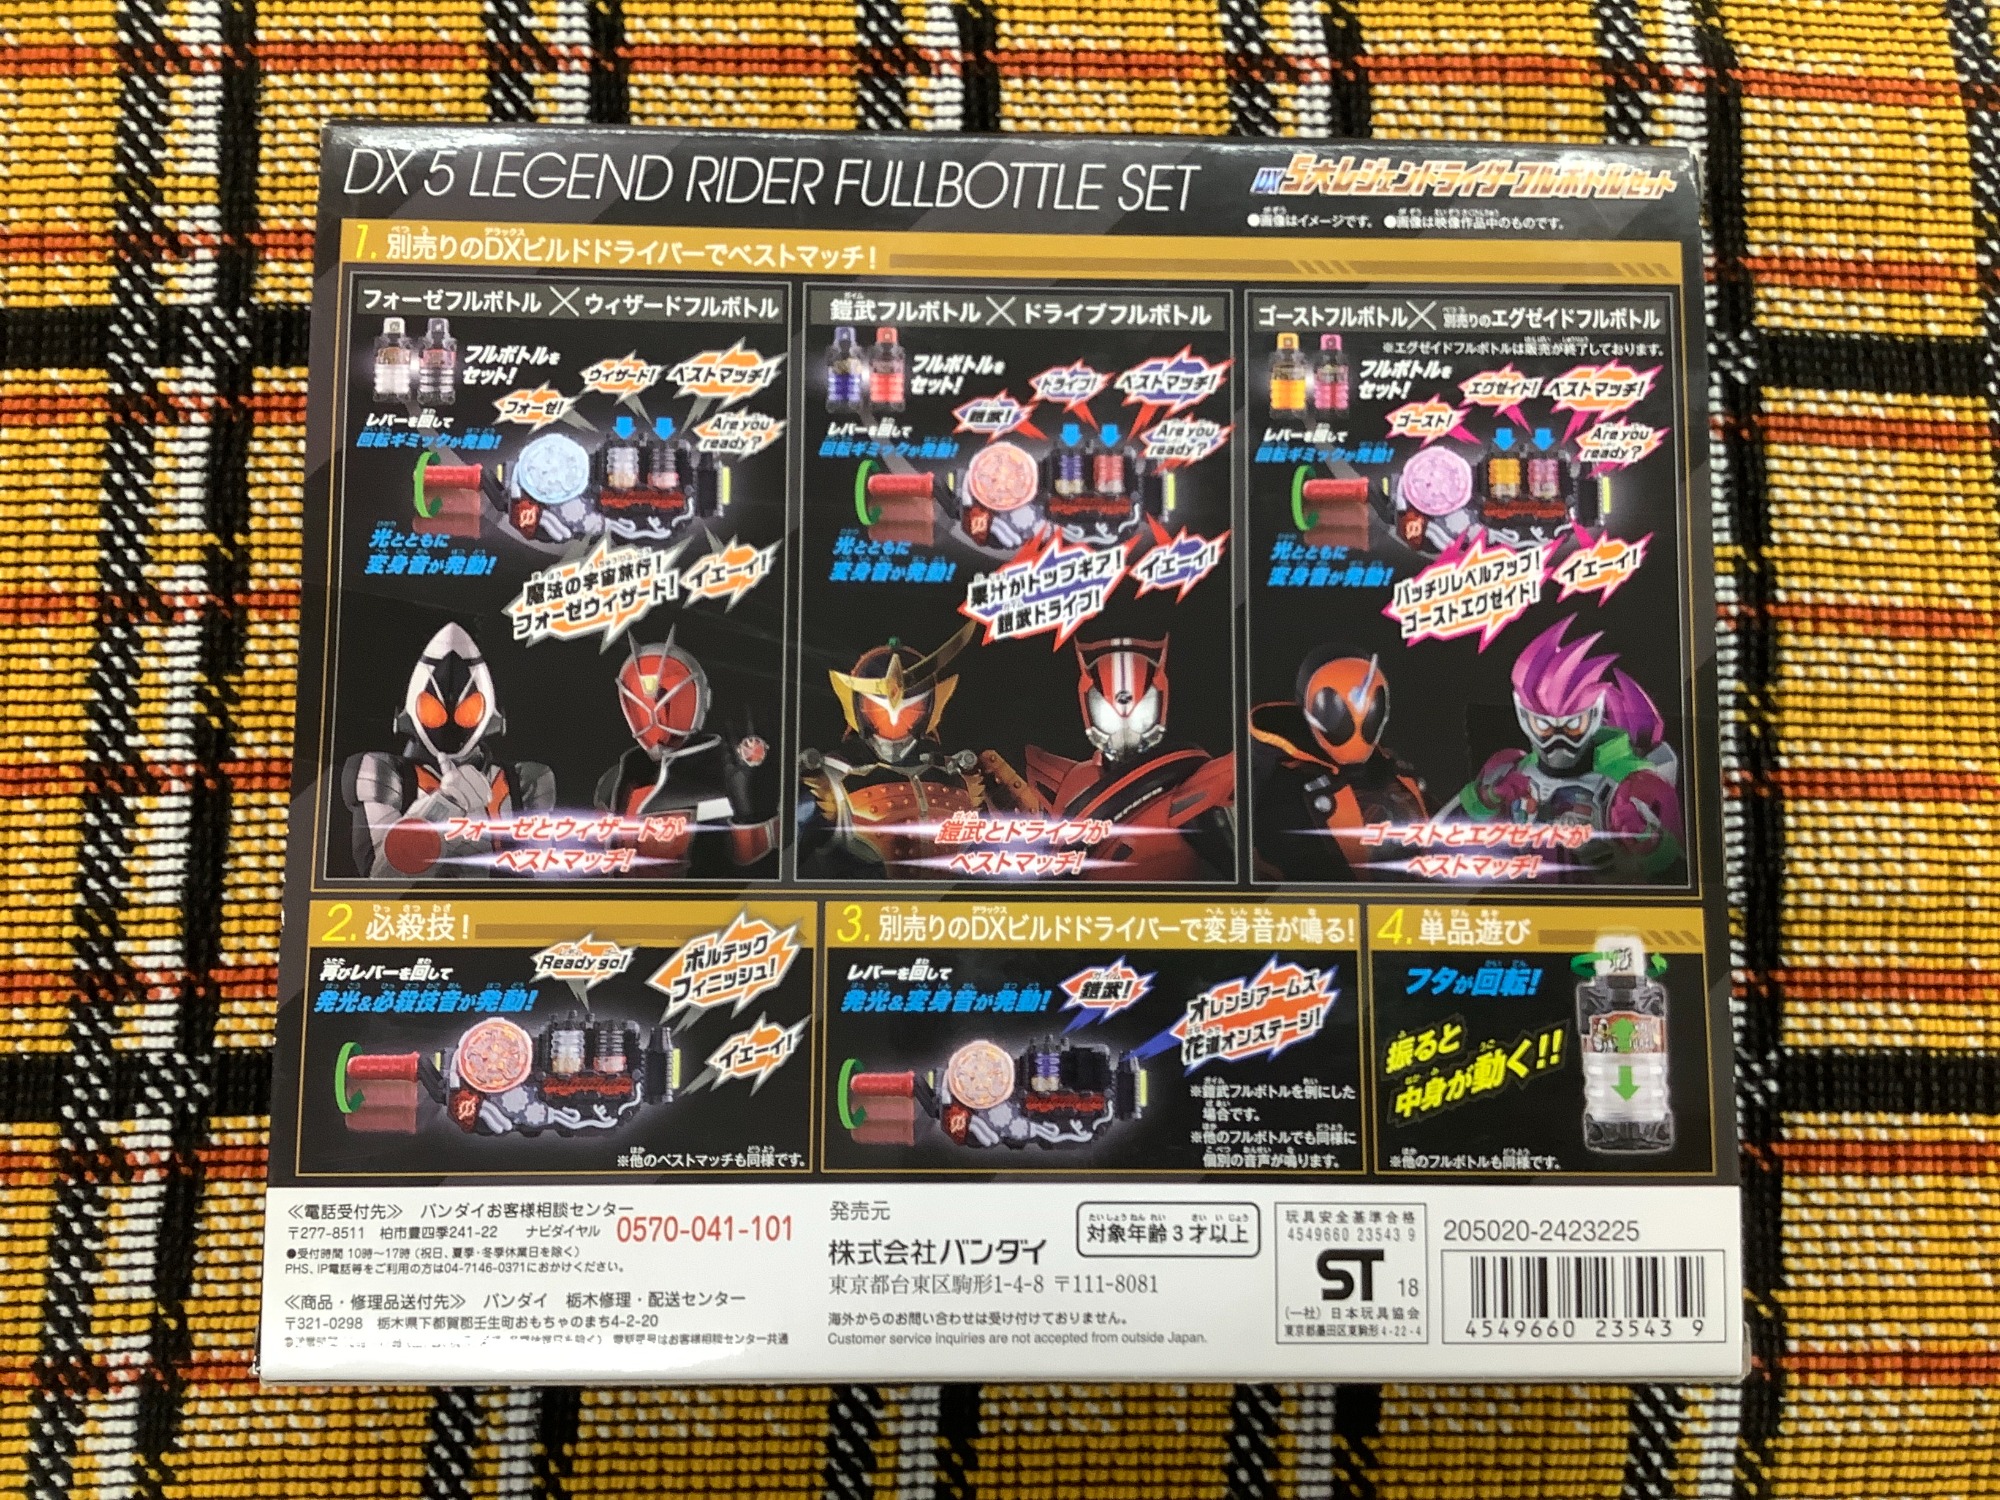 DX 5 LEGEND RIDER FULLBOTTLE SET
DX 5大レジェンドライダーフルボトルセット
●画像はイメージです。 ●画像は映像作品中のものです。
1. 別売りのDXビルドドライバーでベストマッチ!
フォーゼフルボトル×ウィザードフルボトル
フルボトルを
セット!
フォーゼ!
ウィザード!
ベストマッチ!
Are you
ready?
レバーを回して
回転ギミックが発動!
光とともに
変身音が発動!
魔法の宇宙旅行!
フォーゼウィザード!
イェーイ!
フォーゼとウィザードが
ベストマッチ!
鎧武フルボトル×ドライブフルボトル
フルボトルを
セット!
鎧武!
ドライブ!
ベストマッチ!
Are you
ready?
レバーを回して
回転ギミックが発動!
光とともに
変身音が発動!
果汁がトップギア!
鎧武ドライブ!
イェーイ!
鎧武とドライブが
ベストマッチ!
ゴーストフルボトル×別売りのエグゼイドフルボトル
※エグゼイドフルボトルは販売が終了しております。
フルボトルを
セット!
ゴースト!
エグゼイド!
ベストマッチ!
Are you
ready?
レバーを回して
回転ギミックが発動!
光とともに
変身音が発動!
バッチリレベルアップ!
ゴーストエグゼイド!
イェーイ!
ゴーストとエグゼイドが
ベストマッチ!
2. 必殺技!
再びレバーを回して
発光&必殺技音が発動!
Ready go!
ボルテック
フィニッシュ!
イェーイ!
※他のベストマッチも同様です。
3. 別売りのDXビルドドライバーで変身音が鳴る!
レバーを回して
発光&変身音が発動!
鎧武!
オレンジアームズ
花道オンステージ!
※鎧武フルボトルを例にした
場合です。
※他のフルボトルでも同様に
個別の音声が鳴ります。
4. 単品遊び
フタが回転!
振ると
中身が動く!!
※他のフルボトルも同様です。
≪電話受付先≫ バンダイお客様相談センター
〒277-8511 柏市豊四季241-22 ナビダイヤル 0570-041-101
●受付時間 10時～17時(祝日、夏季・冬季休業日を除く)
PHS、IP電話等をご利用の方は04-7146-0371におかけください。
≪商品・修理品送付先≫ バンダイ 栃木修理・配送センター
〒321-0298 栃木県下都賀郡壬生町おもちゃのまち4-2-20
電話番号はお客様相談センター共通
発売元
株式会社バンダイ
東京都台東区駒形1-4-8 〒111-8081
海外からのお問い合わせは受け付けておりません。
Customer service inquiries are not accepted from outside Japan.
対象年齢3才以上
玩具安全基準合格
4549660 23543 9
ST 18
(一社) 日本玩具協会
東京都墨田区東駒形4-22-4
205020-2423225
4549660 23543 9